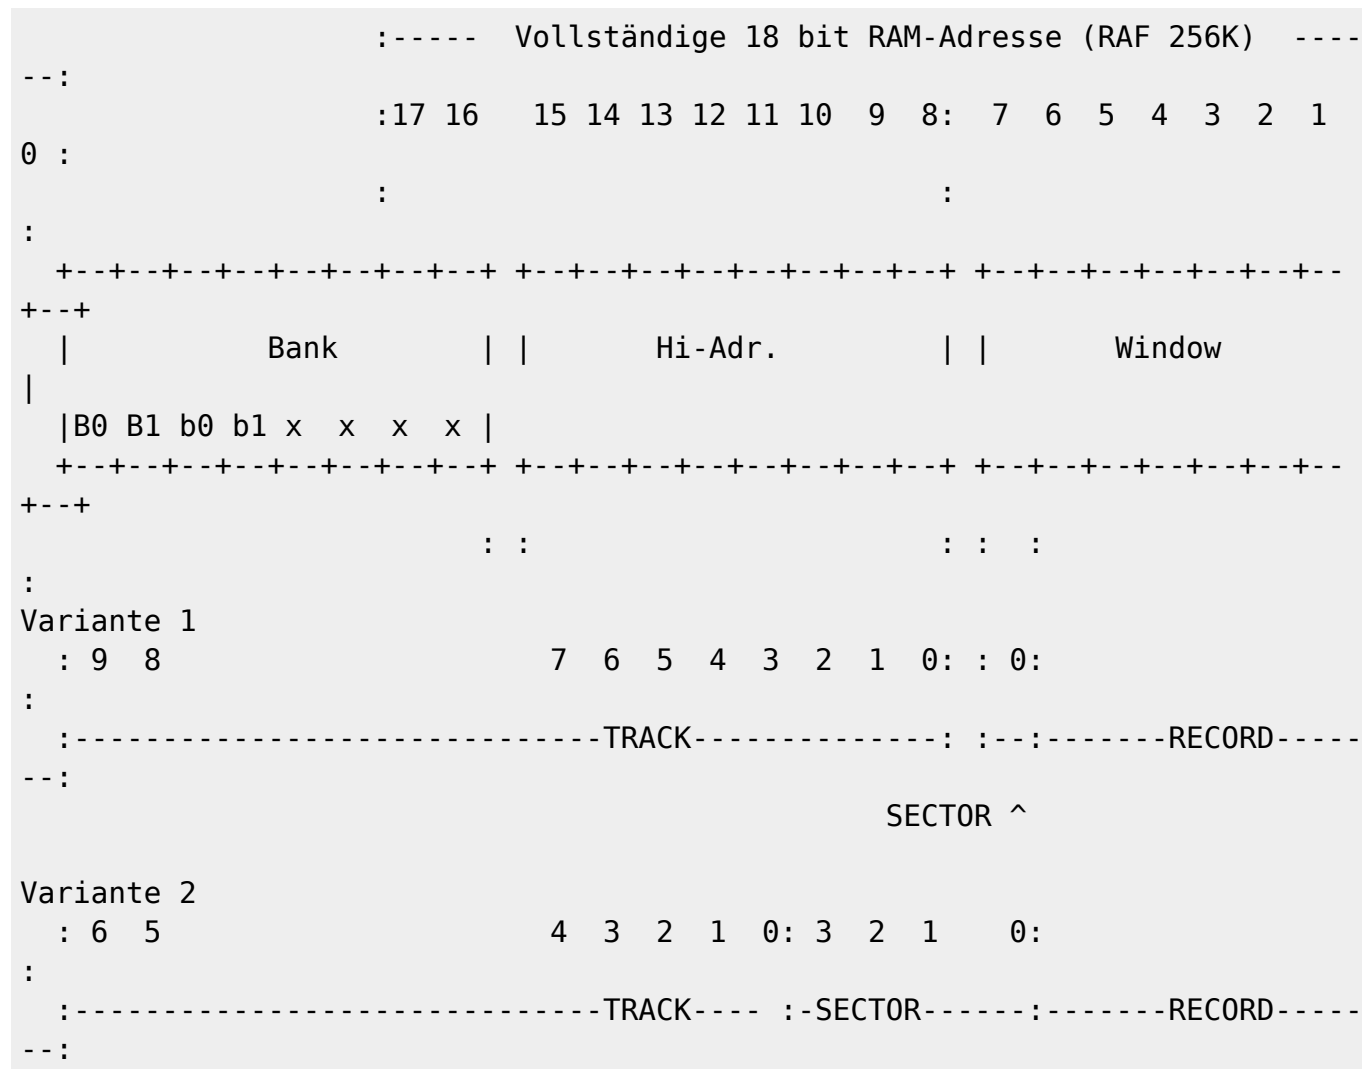 :-----  Vollständige 18 bit RAM-Adresse (RAF 256K)  ----
--:
                    :17 16   15 14 13 12 11 10  9  8:  7  6  5  4  3  2  1
0 :
                    :                               :
:
  +--+--+--+--+--+--+--+--+ +--+--+--+--+--+--+--+--+ +--+--+--+--+--+--+--
+--+
  |           Bank        | |       Hi-Adr.         | |       Window
|
  |B0 B1 b0 b1 x  x  x  x |
  +--+--+--+--+--+--+--+--+ +--+--+--+--+--+--+--+--+ +--+--+--+--+--+--+--
+--+
                          : :                       : :  :
:
Variante 1
  : 9  8                      7  6  5  4  3  2  1  0: : 0:
:
  :------------------------------TRACK--------------: :--:-------RECORD-----
--:
                                                 SECTOR ^
Variante 2
  : 6  5                      4  3  2  1  0: 3  2  1    0:
:
  :------------------------------TRACK---- :-SECTOR------:-------RECORD-----
--: